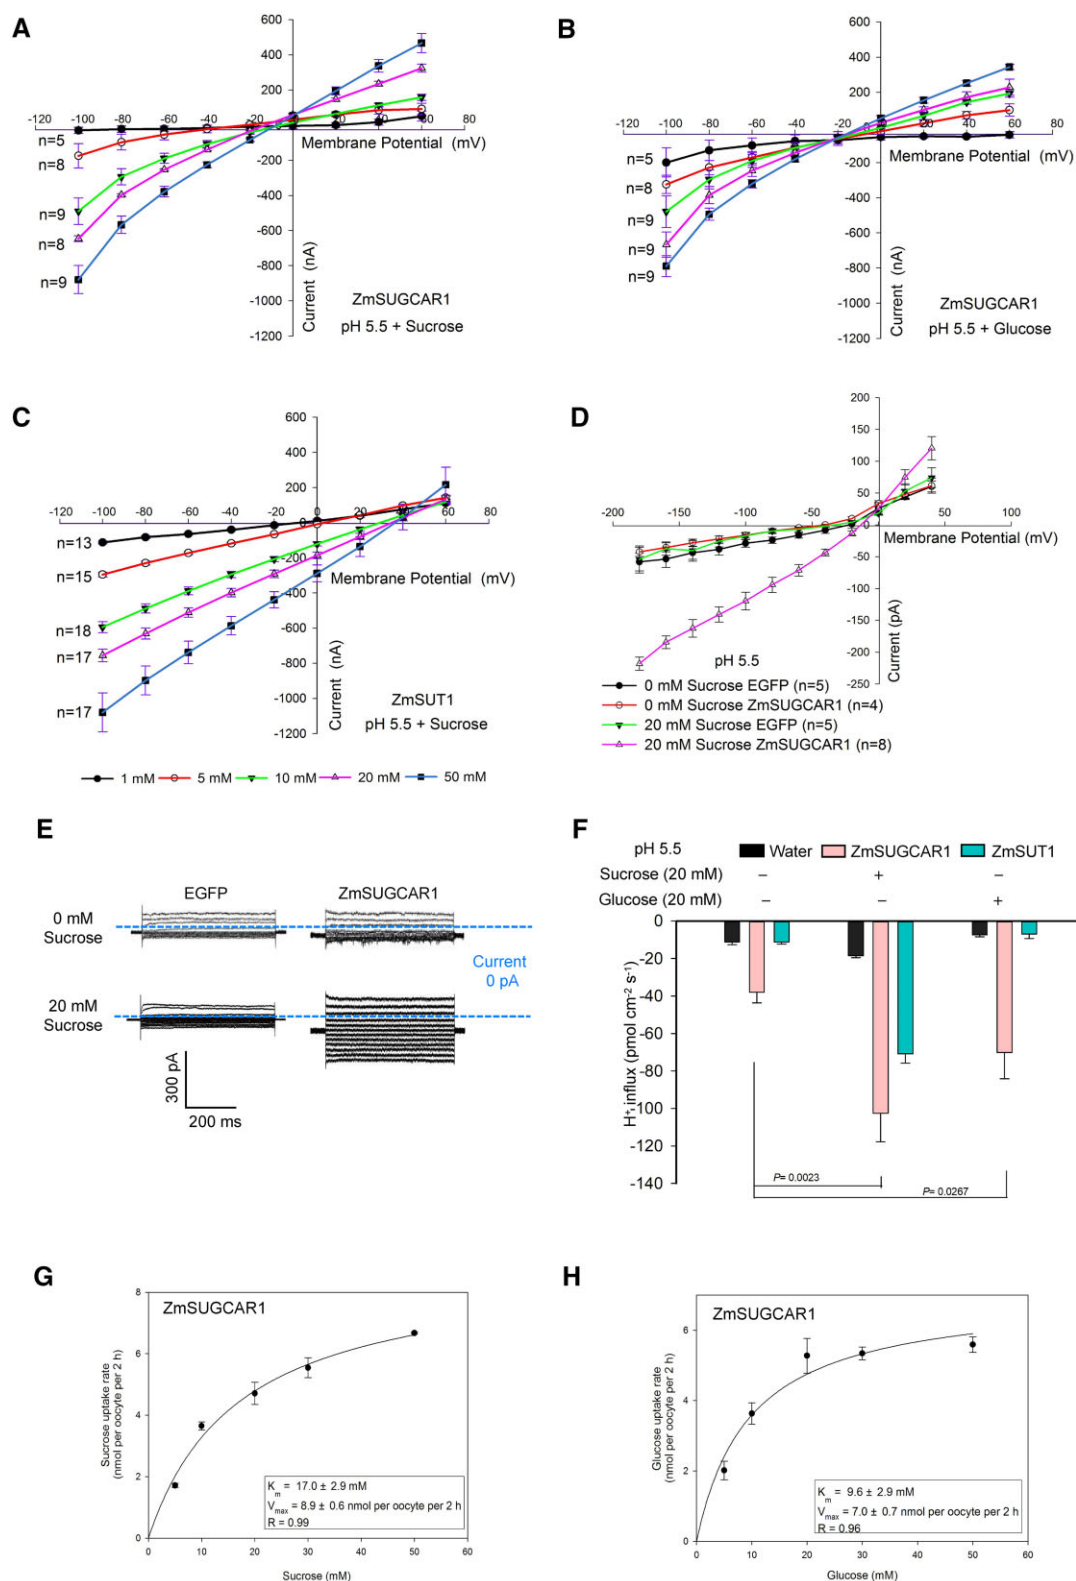 A
600
400
200
0
-200
-400
-600
-800
-1000
-1200
-120 -100 -80 -60 -40 -20 0 20 40 60 80
Membrane Potential (mV)
Current (nA)
n=5
n=8
n=9
n=8
n=9
ZmSUGCAR1
pH 5.5 + Sucrose
B
600
400
200
0
-200
-400
-600
-800
-1000
-1200
-120 -100 -80 -60 -40 -20 0 20 40 60 80
Membrane Potential (mV)
Current (nA)
n=5
n=8
n=9
n=9
n=9
ZmSUGCAR1
pH 5.5 + Glucose
C
600
400
200
0
-200
-400
-600
-800
-1000
-1200
-120 -100 -80 -60 -40 -20 0 20 40 60 80
Membrane Potential (mV)
Current (nA)
n=13
n=15
n=18
n=17
n=17
ZmSUT1
pH 5.5 + Sucrose
1 mM 5 mM 10 mM 20 mM 50 mM
D
200
150
100
50
0
-50
-100
-150
-200
-250
-200 -150 -100 -50 0 50 100
Membrane Potential (mV)
Current (pA)
pH 5.5
0 mM Sucrose EGFP (n=5)
0 mM Sucrose ZmSUGCAR1 (n=4)
20 mM Sucrose EGFP (n=5)
20 mM Sucrose ZmSUGCAR1 (n=8)
E
EGFP ZmSUGCAR1
0 mM
Sucrose
Current
0 pA
20 mM
Sucrose
300 pA
200 ms
F
pH 5.5 Water ZmSUGCAR1 ZmSUT1
Sucrose (20 mM) – + –
Glucose (20 mM) – – +
0
-20
-40
-60
-80
-100
-120
-140
H⁺ influx (pmol cm⁻² s⁻¹)
P= 0.0023
P= 0.0267
G
ZmSUGCAR1
8
6
4
2
0
Sucrose uptake rate
(nmol per oocyte per 2 h)
Kₘ = 17.0 ± 2.9 mM
Vₘₐₓ = 8.9 ± 0.6 nmol per oocyte per 2 h
R = 0.99
0 10 20 30 40 50 60
Sucrose (mM)
H
ZmSUGCAR1
6
4
2
0
Glucose uptake rate
(nmol per oocyte per 2 h)
Kₘ = 9.6 ± 2.9 mM
Vₘₐₓ = 7.0 ± 0.7 nmol per oocyte per 2 h
R = 0.96
0 10 20 30 40 50 60
Glucose (mM)